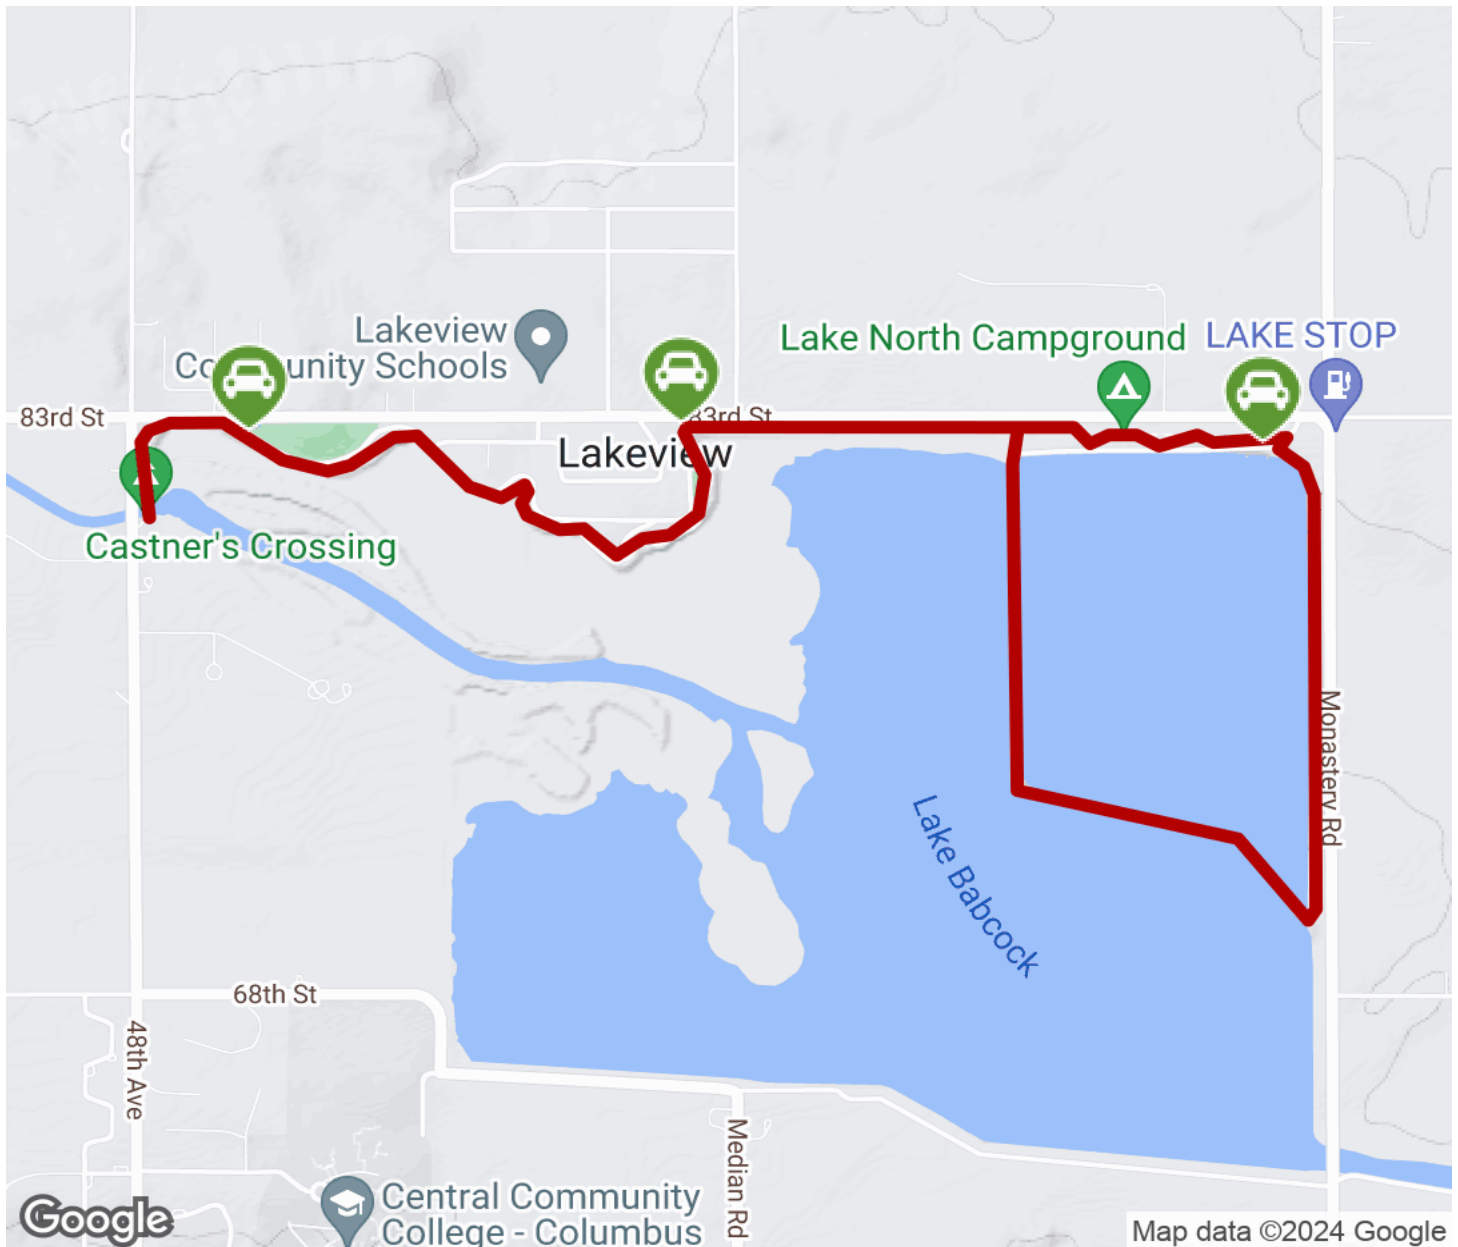 Lakeview
Community Schools
Lake North Campground
LAKE STOP
83rd St
83rd St
Lakeview
Castner's Crossing
Monastery Rd
Lake Babcock
68th St
48th Ave
Median Rd
Central Community
College - Columbus
Google
Map data ©2024 Google